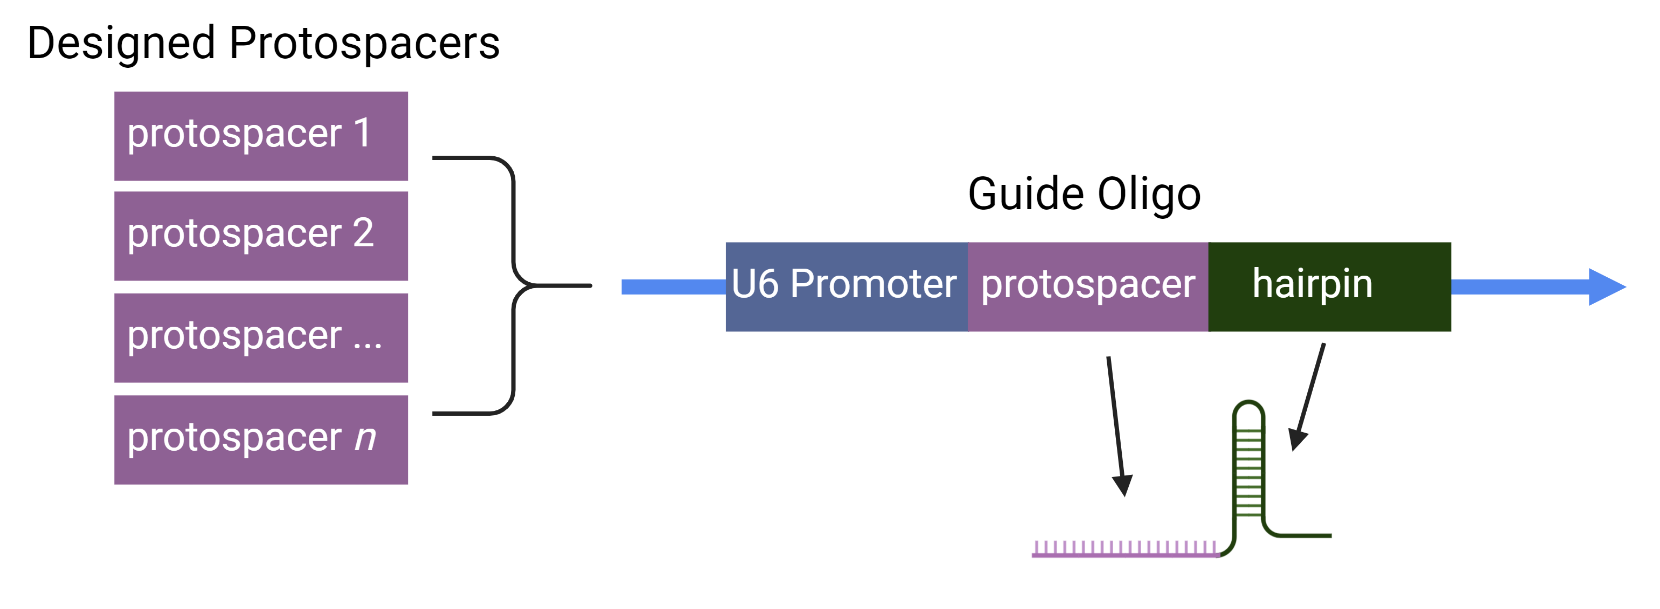 Designed Protospacers
protospacer 1
protospacer 2
protospacer ...
protospacer n
Guide Oligo
U6 Promoter
protospacer
hairpin